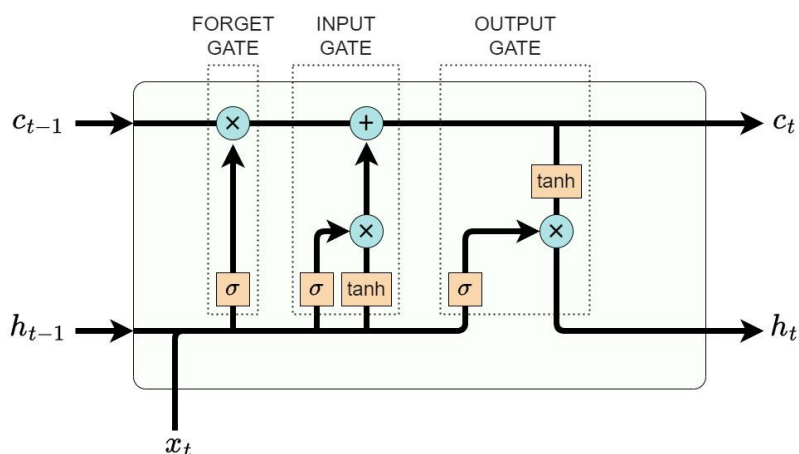 FORGET GATE
INPUT GATE
OUTPUT GATE
c_{t-1}
×
+
c_t
tanh
×
×
σ
σ
tanh
σ
h_{t-1}
h_t
x_t